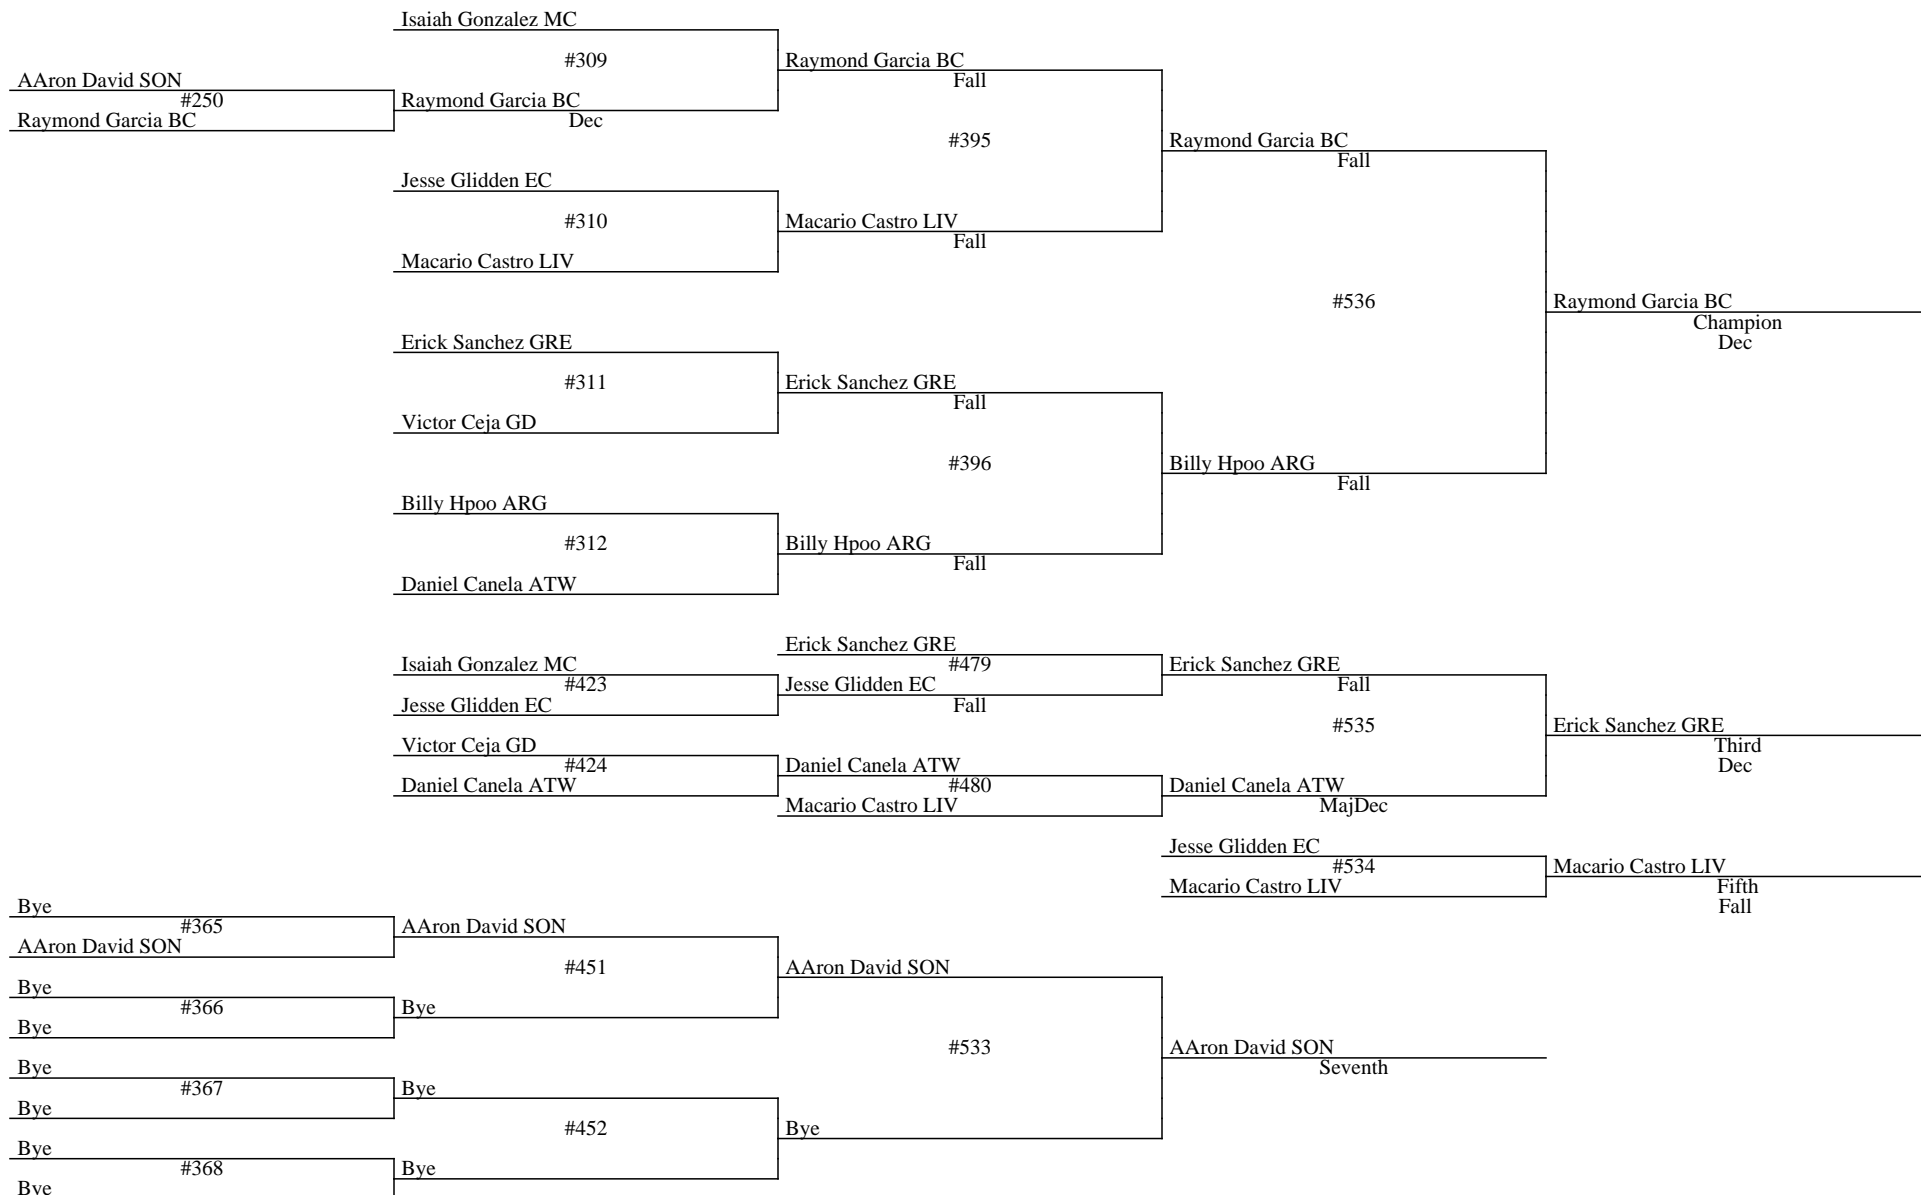 Isaiah Gonzalez MC
#309
Raymond Garcia BC
Fall
AAron David SON
#250
Raymond Garcia BC
Raymond Garcia BC
Dec
#395
Raymond Garcia BC
Fall
Jesse Glidden EC
#310
Macario Castro LIV
Fall
Macario Castro LIV
#536
Raymond Garcia BC
Champion
Dec
Erick Sanchez GRE
#311
Erick Sanchez GRE
Fall
Victor Ceja GD
#396
Billy Hpoo ARG
Fall
Billy Hpoo ARG
#312
Billy Hpoo ARG
Fall
Daniel Canela ATW
Erick Sanchez GRE
#479
Erick Sanchez GRE
Fall
Isaiah Gonzalez MC
#423
Jesse Glidden EC
Jesse Glidden EC
Fall
#535
Erick Sanchez GRE
Third
Dec
Victor Ceja GD
#424
Daniel Canela ATW
Daniel Canela ATW
#480
Macario Castro LIV
Daniel Canela ATW
MajDec
Jesse Glidden EC
#534
Macario Castro LIV
Macario Castro LIV
Fifth
Fall
Bye
#365
AAron David SON
AAron David SON
#451
AAron David SON
Bye
#366
Bye
Bye
#533
AAron David SON
Seventh
Bye
#367
Bye
Bye
#452
Bye
Bye
#368
Bye
Bye